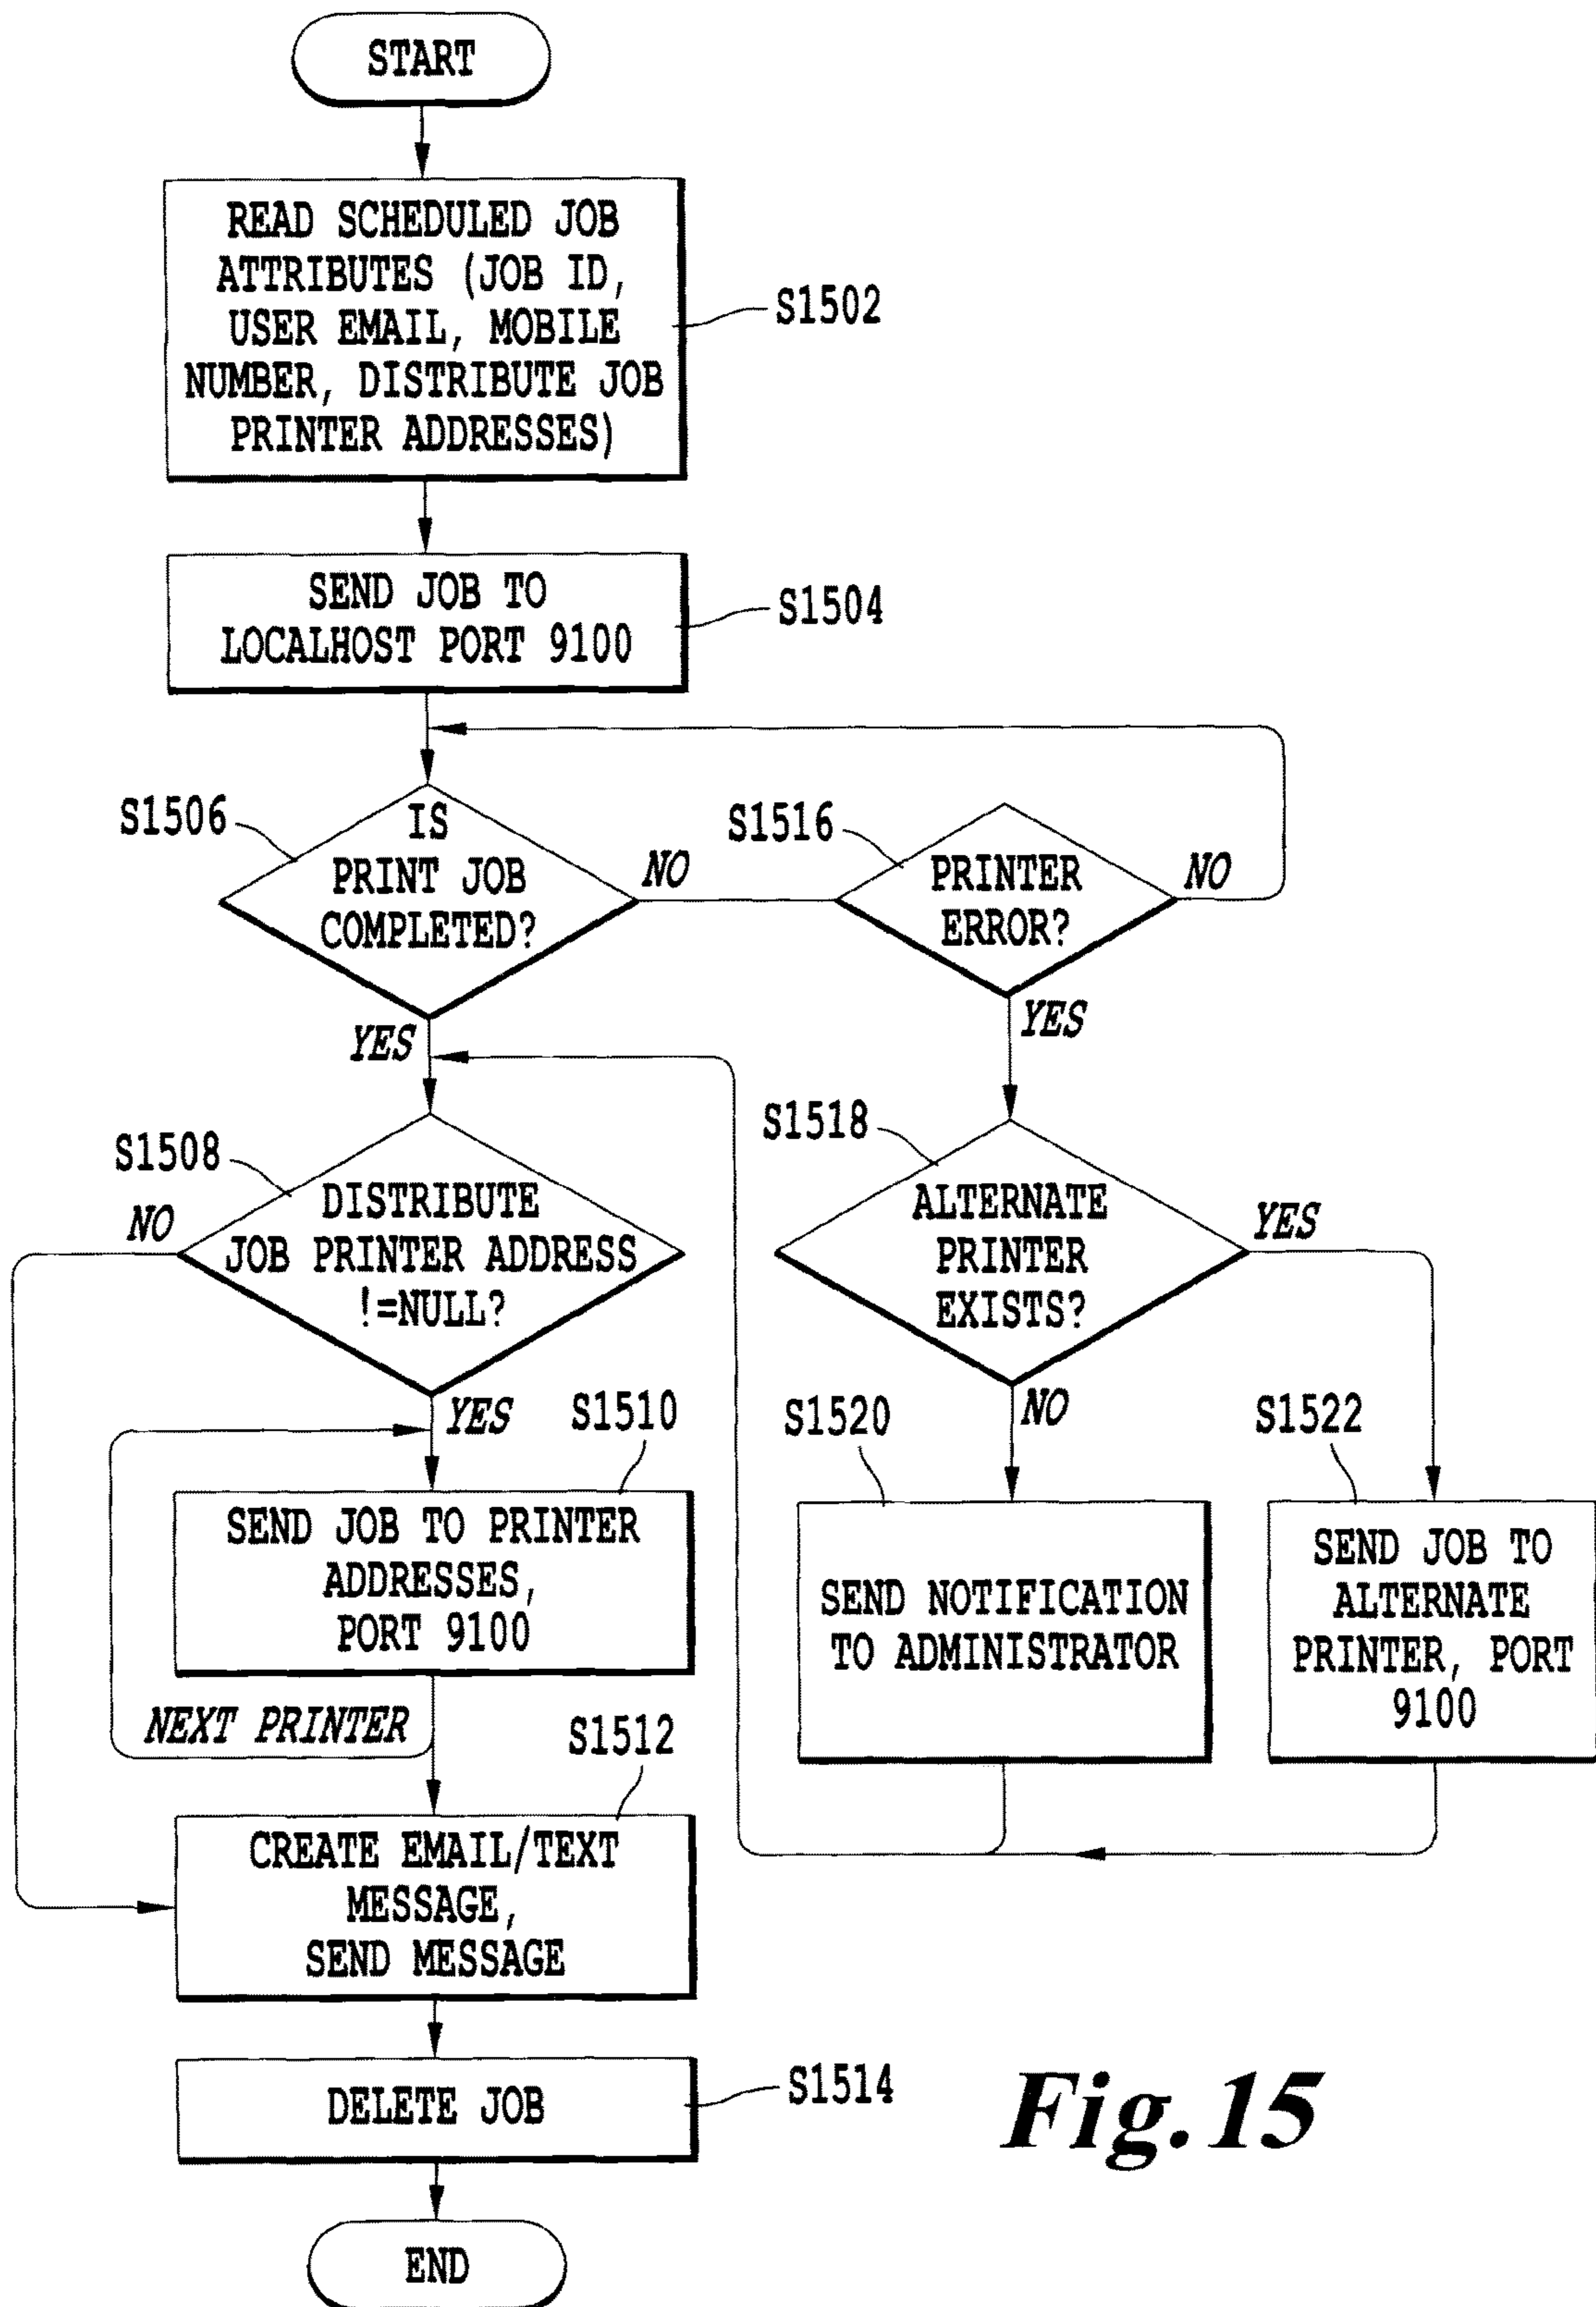 START
READ SCHEDULED JOB
ATTRIBUTES (JOB ID,
USER EMAIL, MOBILE
NUMBER, DISTRIBUTE JOB
PRINTER ADDRESSES)
S1502
SEND JOB TO
LOCALHOST PORT 9100
S1504
S1506
IS
PRINT JOB
COMPLETED?
NO
YES
S1516
PRINTER
ERROR?
NO
YES
S1508
DISTRIBUTE
JOB PRINTER ADDRESS
!=NULL?
NO
YES
S1518
ALTERNATE
PRINTER
EXISTS?
YES
NO
S1510
SEND JOB TO PRINTER
ADDRESSES,
PORT 9100
NEXT PRINTER
S1520
SEND NOTIFICATION
TO ADMINISTRATOR
S1522
SEND JOB TO
ALTERNATE
PRINTER, PORT
9100
S1512
CREATE EMAIL/TEXT
MESSAGE,
SEND MESSAGE
DELETE JOB
S1514
END
Fig.15